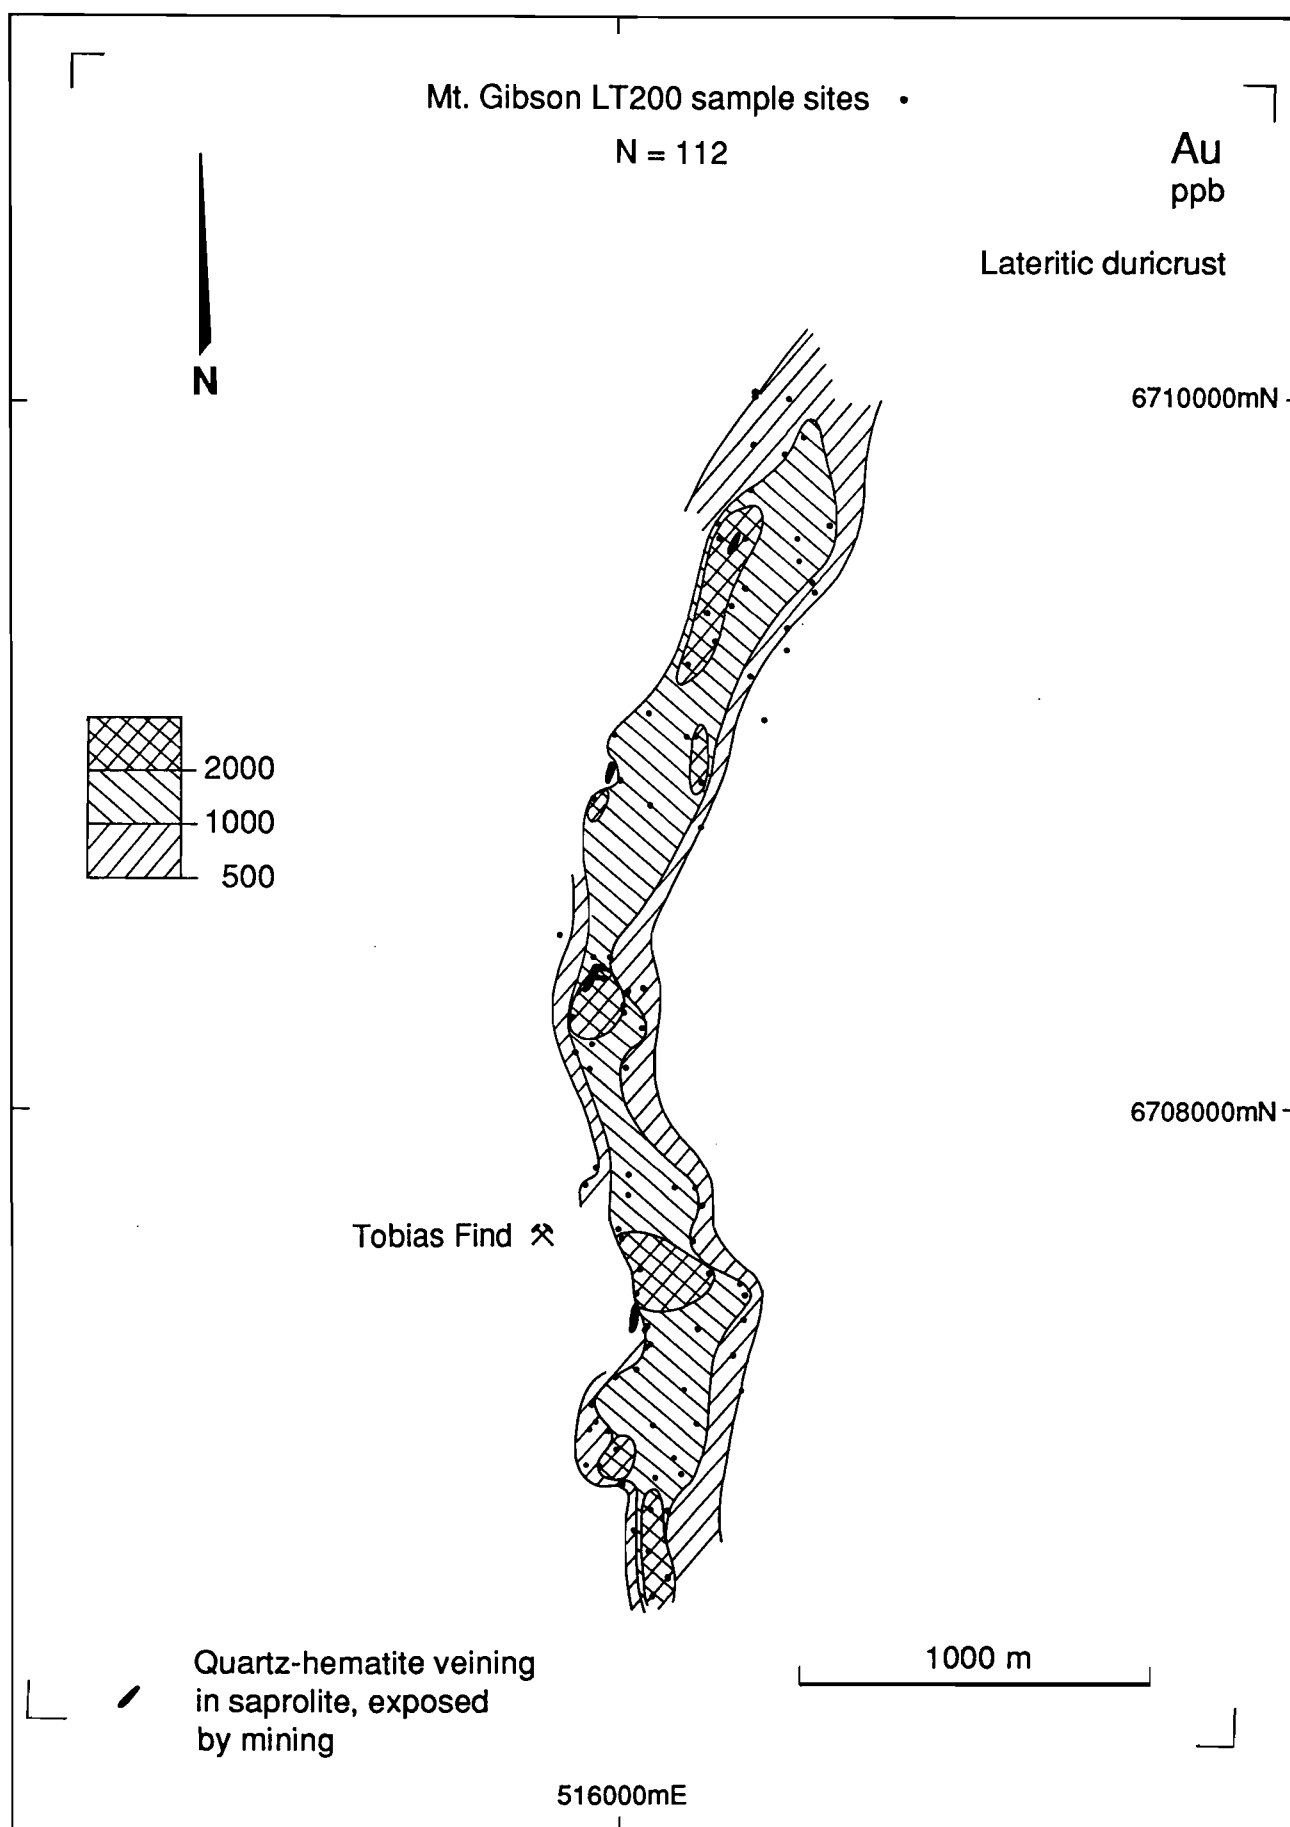 Mt. Gibson LT200 sample sites
N = 112
Au
ppb
Lateritic duricrust
N
6710000mN
2000
1000
500
6708000mN
Tobias Find
Quartz-hematite veining
in saprolite, exposed
by mining
1000 m
516000mE